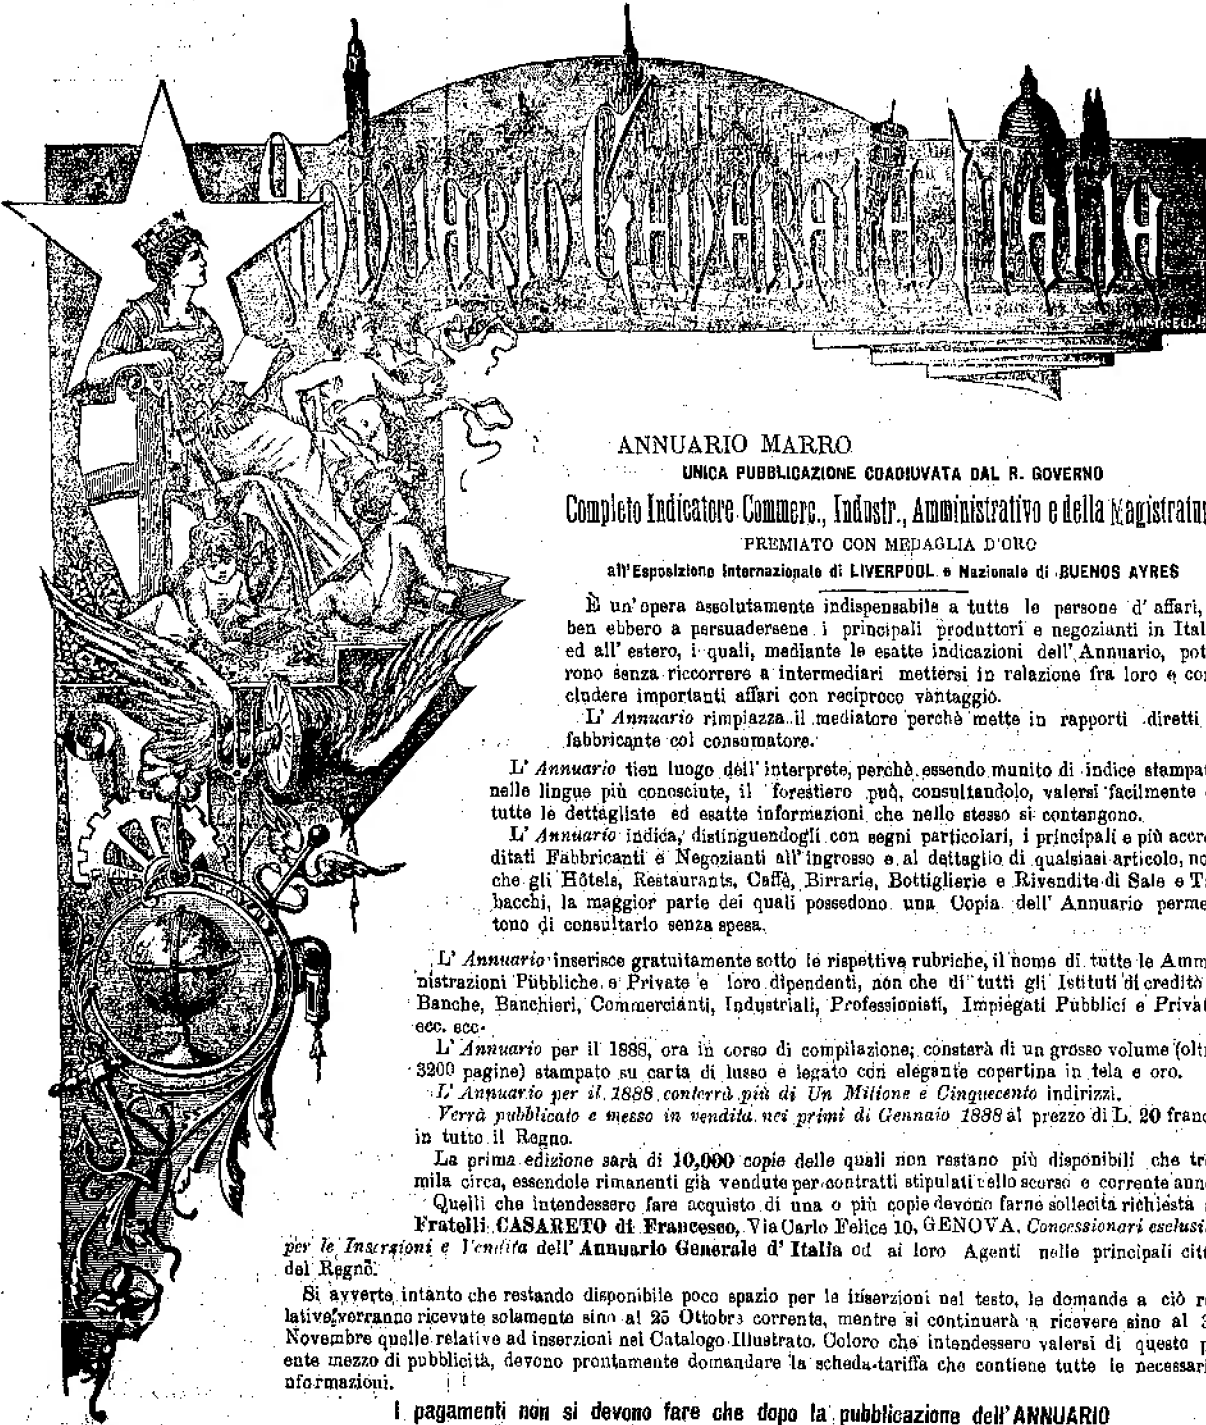 Annuario Generale d'Italia
ANNUARIO MARRO
UNICA PUBBLICAZIONE COADIUVATA DAL R. GOVERNO
Completo Indicatore Commerc., Industr., Amministrativo e della Magistratur
PREMIATO CON MEDAGLIA D'ORO
all'Esposizione Internazionale di LIVERPOOL e Nazionale di BUENOS AYRES
È un'opera assolutamente indispensabile a tutte le persone d'affari,
ben ebbero a persuadersene i principali produttori e negozianti in Ital
ed all'estero, i quali, mediante le esatte indicazioni dell'Annuario, pot
rono senza riccorrere a intermediari mettersi in relazione fra loro e con
cludere importanti affari con reciproco vantaggio.
L'Annuario rimpiazza il mediatore perchè mette in rapporti diretti
fabbricante col consumatore.
L'Annuario tien luogo dell'interprete, perchè essendo munito di indice stampat
nelle lingue più conosciute, il forestiero può, consultandolo, valersi facilmente
tutte le dettagliate ed esatte informazioni che nello stesso si contengono.
L'Annuario indica, distinguendogli con segni particolari, i principali e più accre
ditati Fabbricanti e Negozianti all'ingrosso e al dettaglio di qualsiasi articolo, no
che gli Hôtels, Restaurants, Caffè, Birrarie, Bottiglierie e Rivendite di Sale e T
bacchi, la maggior parte dei quali possedono una Copia dell'Annuario perme
tono di consultarlo senza spesa.
L'Annuario inserisce gratuitamente sotto le rispettive rubriche, il nome di tutte le Amm
nistrazioni Pubbliche e Private e loro dipendenti, non che di tutti gli Istituti di credito
Banche, Banchieri, Commercianti, Industriali, Professionisti, Impiegati Pubblici e Privat
ecc. ecc.
L'Annuario per il 1888, ora in corso di compilazione; consterà di un grosso volume (oltr
3200 pagine) stampato su carta di lusso e legato con elegante copertina in tela e oro.
L'Annuario per il 1888 conterrà più di Un Milione e Cinquecento indirizzi.
Verrà pubblicato e messo in vendita nei primi di Gennaio 1888 al prezzo di L. 20 franc
in tutto il Regno.
La prima edizione sarà di 10,000 copie delle quali non restano più disponibili che tr
mila circa, essendole rimanenti già vendute per contratti stipulati nello scorso e corrente anno
Quelli che intendessero fare acquisto di una o più copie devono farne sollecita richiesta
Fratelli CASARETO di Francesco, Via Carlo Felice 10, GENOVA, Concessionari esclusi
per le Inserzioni e Vendita dell'Annuario Generale d'Italia od ai loro Agenti nelle principali citt
del Regno.
Si avverte intanto che restando disponibile poco spazio per le inserzioni nel testo, le domande a ciò r
lative verranno ricevute solamente sino al 25 Ottobre corrente, mentre si continuerà a ricevere sino al 3
Novembre quelle relative ad inserzioni nel Catalogo Illustrato. Coloro che intendessero valersi di questo p
ente mezzo di pubblicità, devono prontamente domandare la scheda-tariffa che contiene tutte le necessari
nformazioni.
I pagamenti non si devono fare che dopo la pubblicazione dell'ANNUARIO